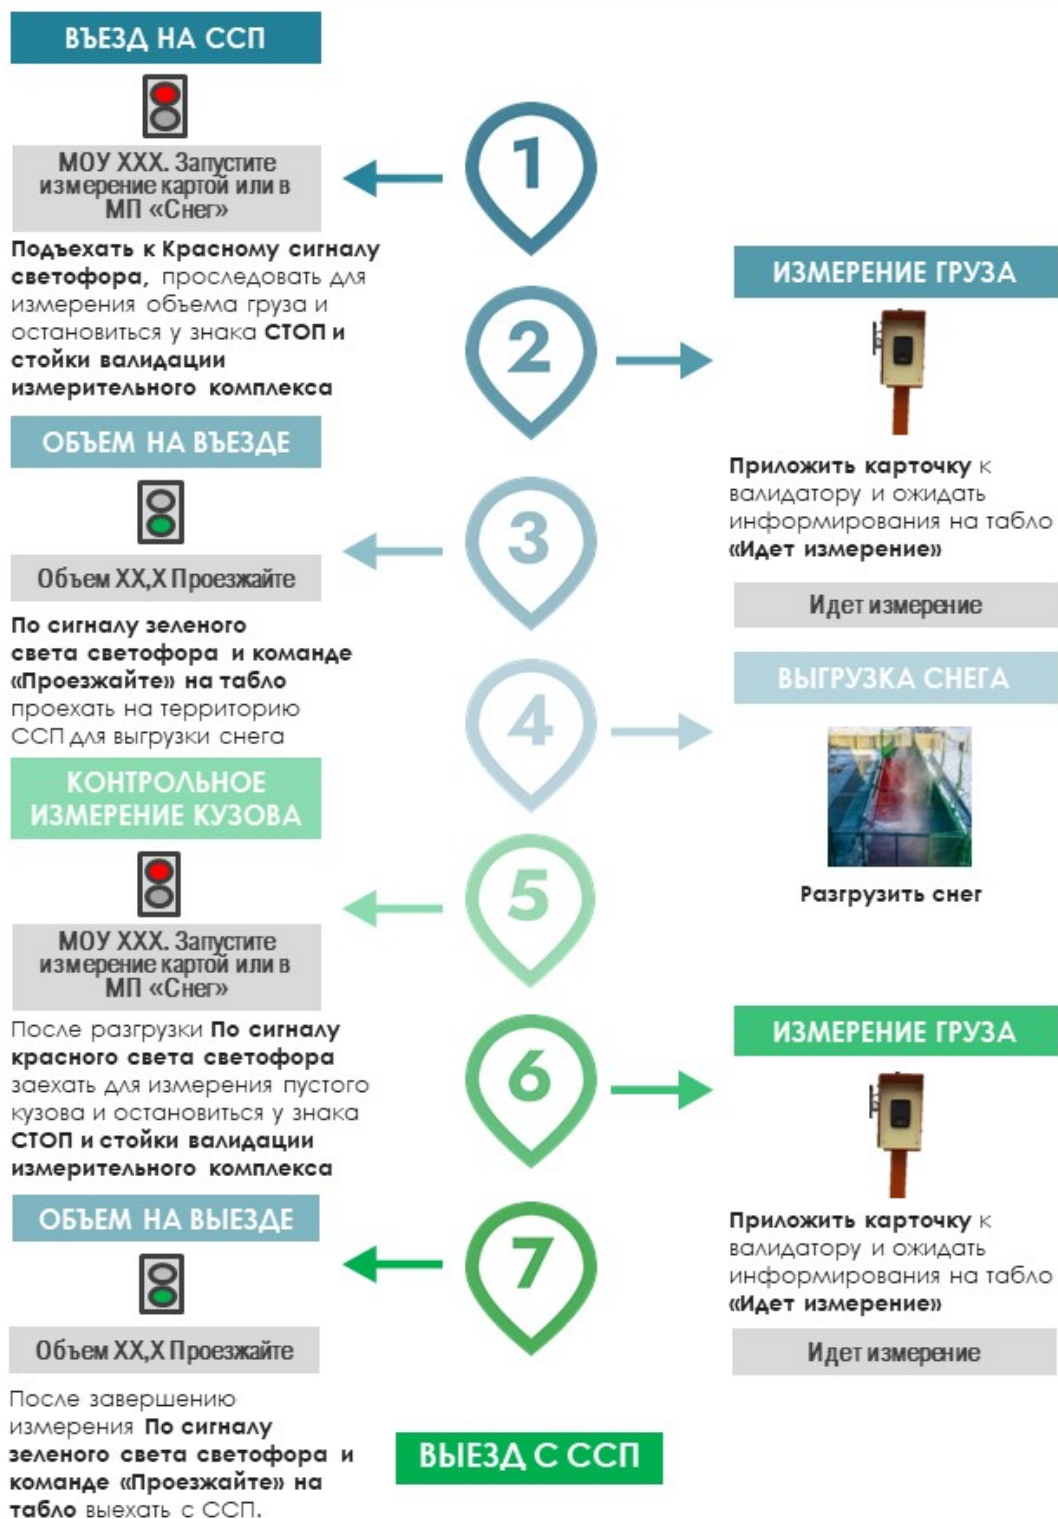 ВЪЕЗД НА ССП
1
МОУ XXX. Запустите
измерение картой или в
МП «Снег»
Подъехать к Красному сигналу
светофора, проследовать для
измерения объема груза и
остановиться у знака СТОП и
стойки валидации
измерительного комплекса
2
ИЗМЕРЕНИЕ ГРУЗА
Приложить карточку к
валидатору и ожидать
информирования на табло
«Идет измерение»
Идет измерение
ОБЪЕМ НА ВЪЕЗДЕ
3
Объем XX,X Проезжайте
По сигналу зеленого
света светофора и команде
«Проезжайте» на табло
проехать на территорию
ССП для выгрузки снега
4
ВЫГРУЗКА СНЕГА
Разгрузить снег
КОНТРОЛЬНОЕ
ИЗМЕРЕНИЕ КУЗОВА
5
МОУ XXX. Запустите
измерение картой или в
МП «Снег»
После разгрузки По сигналу
красного света светофора
заехать для измерения пустого
кузова и остановиться у знака
СТОП и стойки валидации
измерительного комплекса
6
ИЗМЕРЕНИЕ ГРУЗА
Приложить карточку к
валидатору и ожидать
информирования на табло
«Идет измерение»
Идет измерение
ОБЪЕМ НА ВЫЕЗДЕ
7
Объем XX,X Проезжайте
После завершению
измерения По сигналу
зеленого света светофора и
команде «Проезжайте» на
табло выехать с ССП.
ВЫЕЗД С ССП